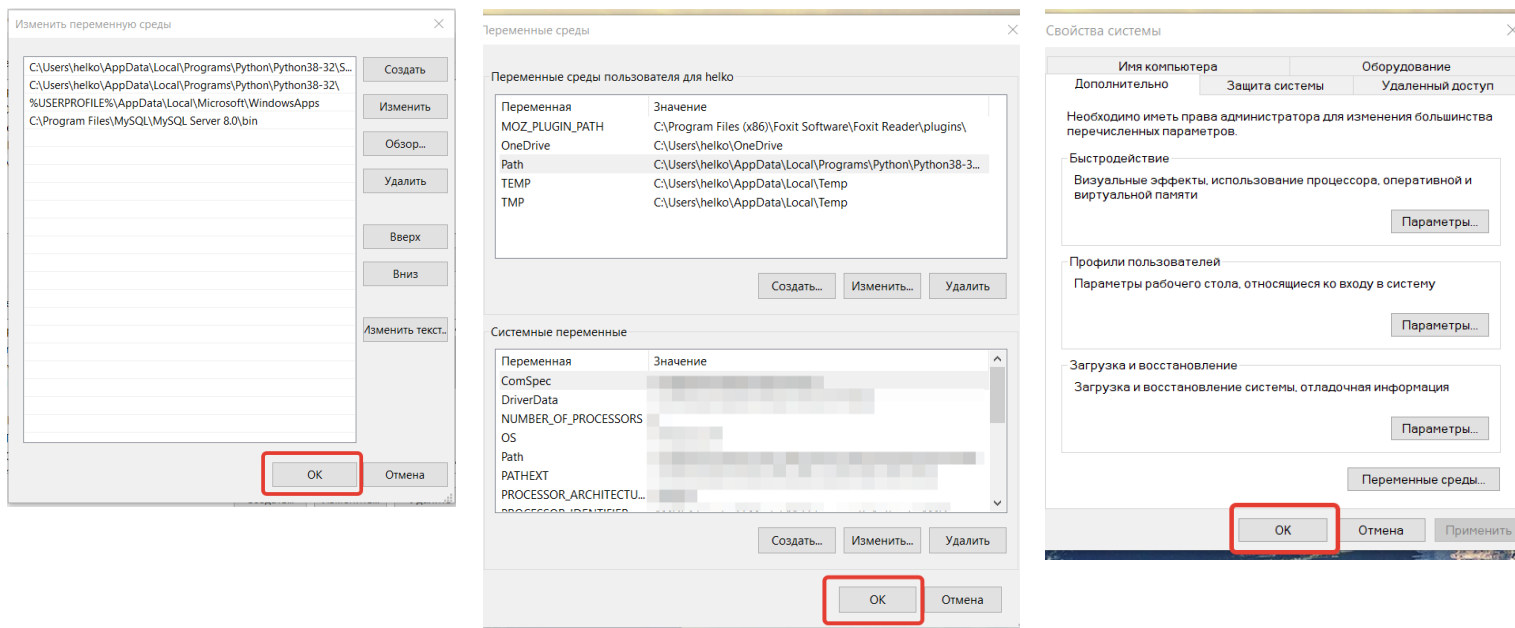 Изменить переменную среды
C:\Users\helko\AppData\Local\Programs\Python\Python38-32\S...
C:\Users\helko\AppData\Local\Programs\Python\Python38-32\
%USERPROFILE%\AppData\Local\Microsoft\WindowsApps
C:\Program Files\MySQL\MySQL Server 8.0\bin
Создать
Изменить
Обзор...
Удалить
Вверх
Вниз
Изменить текст...
OK
Отмена
Переменные среды
Переменные среды пользователя для helko
Переменная Значение
MOZ_PLUGIN_PATH C:\Program Files (x86)\Foxit Software\Foxit Reader\plugins\
OneDrive C:\Users\helko\OneDrive
Path C:\Users\helko\AppData\Local\Programs\Python\Python38-3...
TEMP C:\Users\helko\AppData\Local\Temp
TMP C:\Users\helko\AppData\Local\Temp
Создать... Изменить... Удалить
Системные переменные
Переменная Значение
ComSpec
DriverData
NUMBER_OF_PROCESSORS
OS
Path
PATHEXT
PROCESSOR_ARCHITECTU...
PROCESSOR_IDENTIFIER
Создать... Изменить... Удалить
OK Отмена
Свойства системы
Имя компьютера Оборудование
Дополнительно Защита системы Удаленный доступ
Необходимо иметь права администратора для изменения большинства
перечисленных параметров.
Быстродействие
Визуальные эффекты, использование процессора, оперативной и
виртуальной памяти
Параметры...
Профили пользователей
Параметры рабочего стола, относящиеся ко входу в систему
Параметры...
Загрузка и восстановление
Загрузка и восстановление системы, отладочная информация
Параметры...
Переменные среды...
OK Отмена Применить